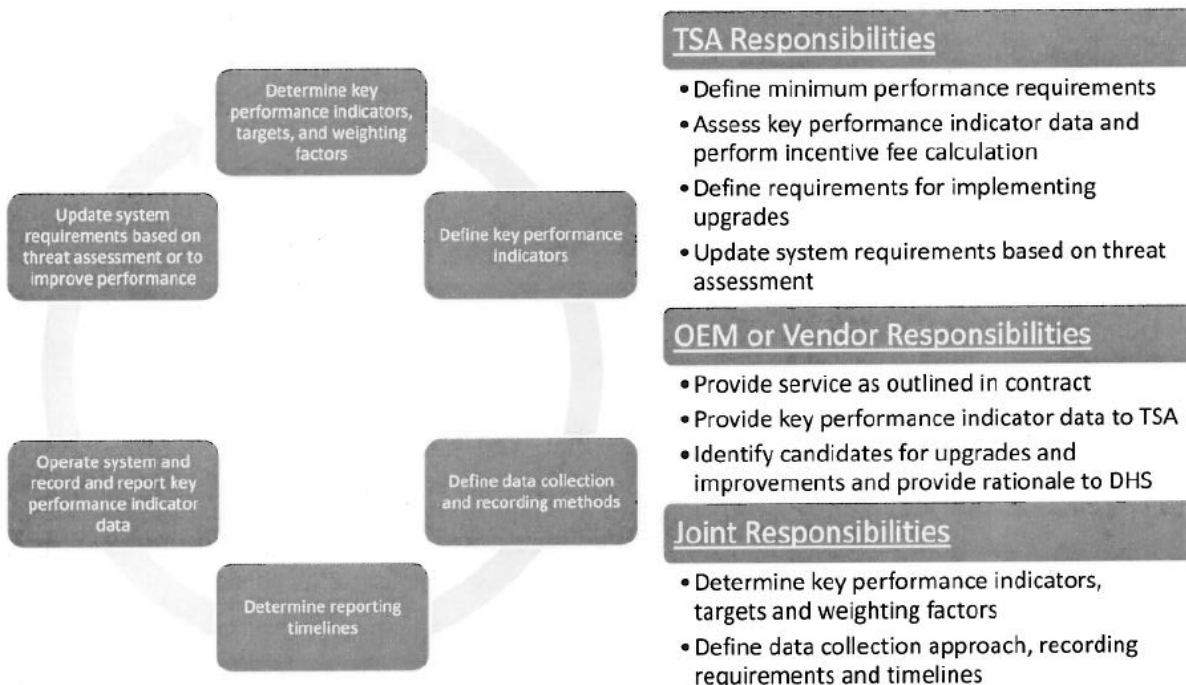 Determine key
performance indicators,
targets, and weighting
factors
Define key performance
indicators
Define data collection
and recording methods
Determine reporting
timelines
Operate system and
record and report key
performance indicator
data
Update system
requirements based on
threat assessment or to
improve performance
TSA Responsibilities
• Define minimum performance requirements
• Assess key performance indicator data and
perform incentive fee calculation
• Define requirements for implementing
upgrades
• Update system requirements based on threat
assessment
OEM or Vendor Responsibilities
• Provide service as outlined in contract
• Provide key performance indicator data to TSA
• Identify candidates for upgrades and
improvements and provide rationale to DHS
Joint Responsibilities
• Determine key performance indicators,
targets and weighting factors
• Define data collection approach, recording
requirements and timelines